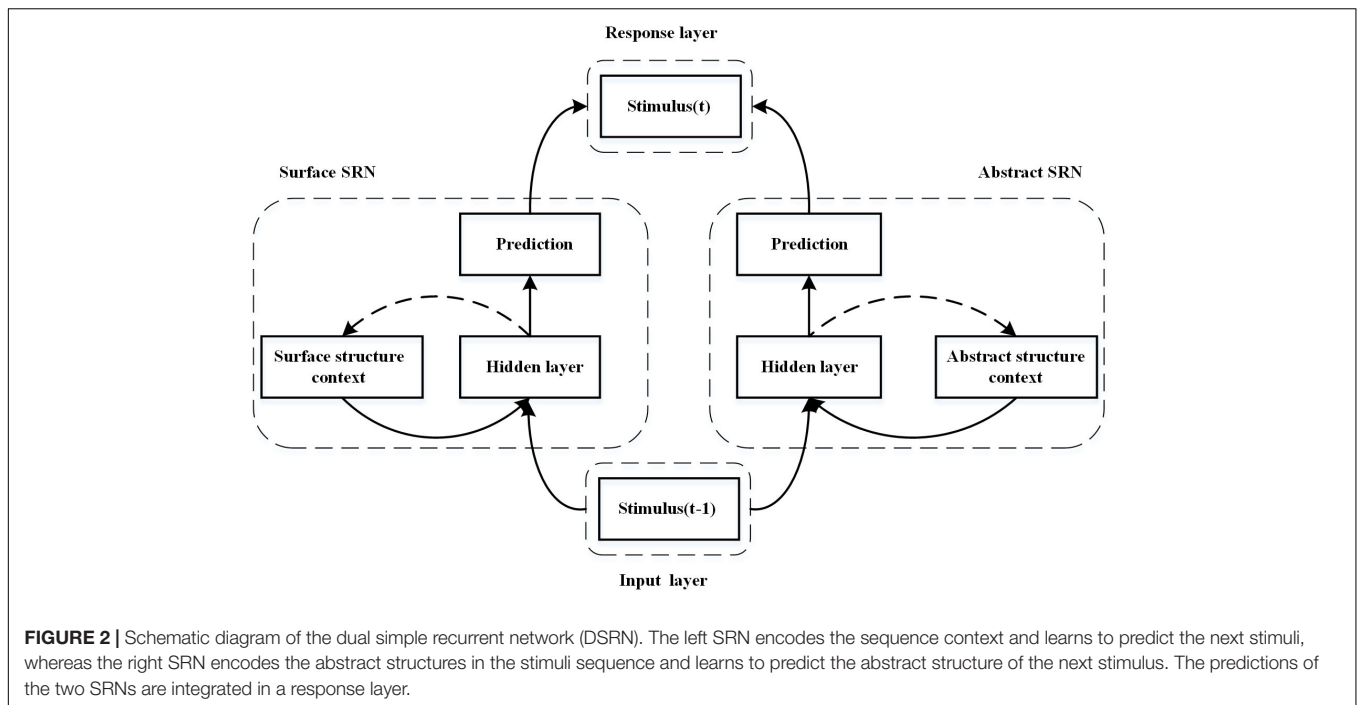 Response layer
Stimulus(t)
Surface SRN
Abstract SRN
Prediction
Prediction
Surface structure
context
Hidden layer
Hidden layer
Abstract structure
context
Stimulus(t-1)
Input layer
FIGURE 2 | Schematic diagram of the dual simple recurrent network (DSRN). The left SRN encodes the sequence context and learns to predict the next stimuli,
whereas the right SRN encodes the abstract structures in the stimuli sequence and learns to predict the abstract structure of the next stimulus. The predictions of
the two SRNs are integrated in a response layer.